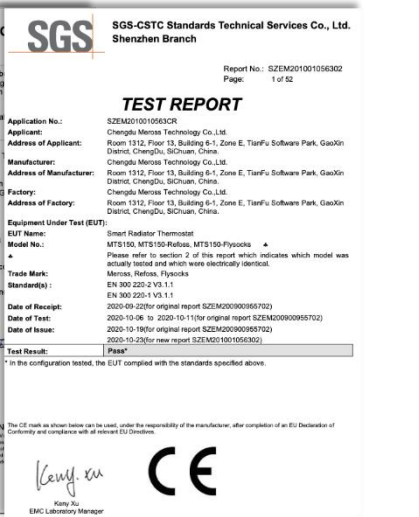 SGS
SGS-CSTC Standards Technical Services Co., Ltd.
Shenzhen Branch
Report No.: SZEM201001056302
Page: 1 of 52
TEST REPORT
Application No.: SZEM2010010563CR
Applicant: Chengdu Meross Technology Co.,Ltd.
Address of Applicant: Room 1312, Floor 13, Building 6-1, Zone E, TianFu Software Park, GaoXin
District, ChengDu, SiChuan, China.
Manufacturer: Chengdu Meross Technology Co.,Ltd.
Address of Manufacturer: Room 1312, Floor 13, Building 6-1, Zone E, TianFu Software Park, GaoXin
District, ChengDu, SiChuan, China.
Factory: Chengdu Meross Technology Co.,Ltd.
Address of Factory: Room 1312, Floor 13, Building 6-1, Zone E, TianFu Software Park, GaoXin
District, ChengDu, SiChuan, China.
Equipment Under Test (EUT):
EUT Name: Smart Radiator Thermostat
Model No.: MTS150, MTS150-Refoss, MTS150-Flysocks ♣
♣ Please refer to section 2 of this report which indicates which model was
actually tested and which were electrically identical.
Trade Mark: Meross, Refoss, Flysocks
Standard(s) : EN 300 220-2 V3.1.1
EN 300 220-1 V3.1.1
Date of Receipt: 2020-09-22(for original report SZEM200900955702)
Date of Test: 2020-10-06 to 2020-10-11(for original report SZEM200900955702)
Date of Issue: 2020-10-19(for original report SZEM200900955702)
2020-10-23(for new report SZEM201001056302)
Test Result: Pass*
* In the configuration tested, the EUT complied with the standards specified above.
The CE mark as shown below can be used, under the responsibility of the manufacturer, after completion of an EU Declaration of
Conformity and compliance with all relevant EU Directives.
Keny. xu
CE
Keny Xu
EMC Laboratory Manager